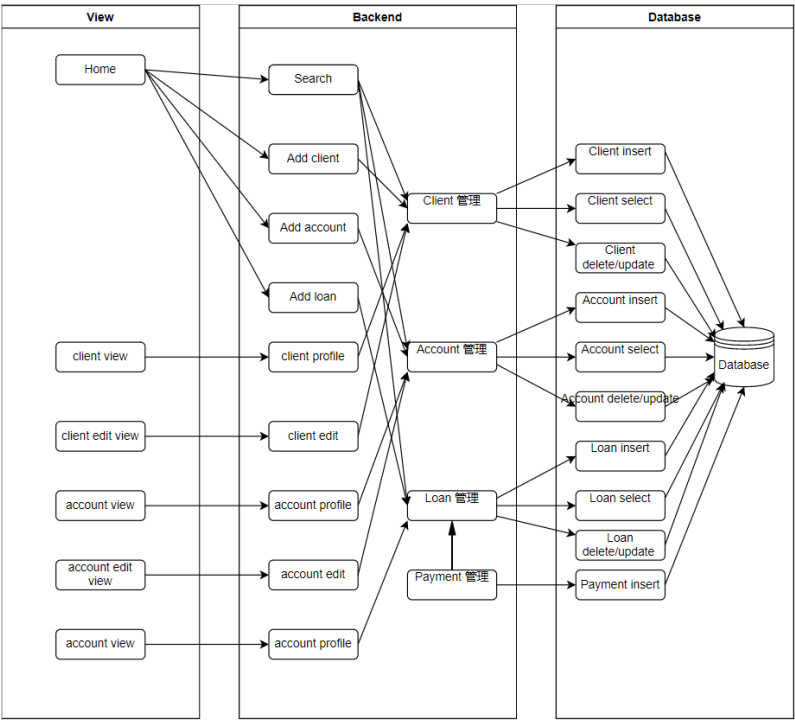 View
Backend
Database
Home
Search
Add client
Add account
Add loan
client view
client profile
client edit view
client edit
account view
account profile
account edit
view
account edit
account view
account profile
Client 管理
Account 管理
Loan 管理
Payment 管理
Client insert
Client select
Client
delete/update
Account insert
Account select
Account delete/update
Loan insert
Loan select
Loan
delete/update
Payment insert
Database